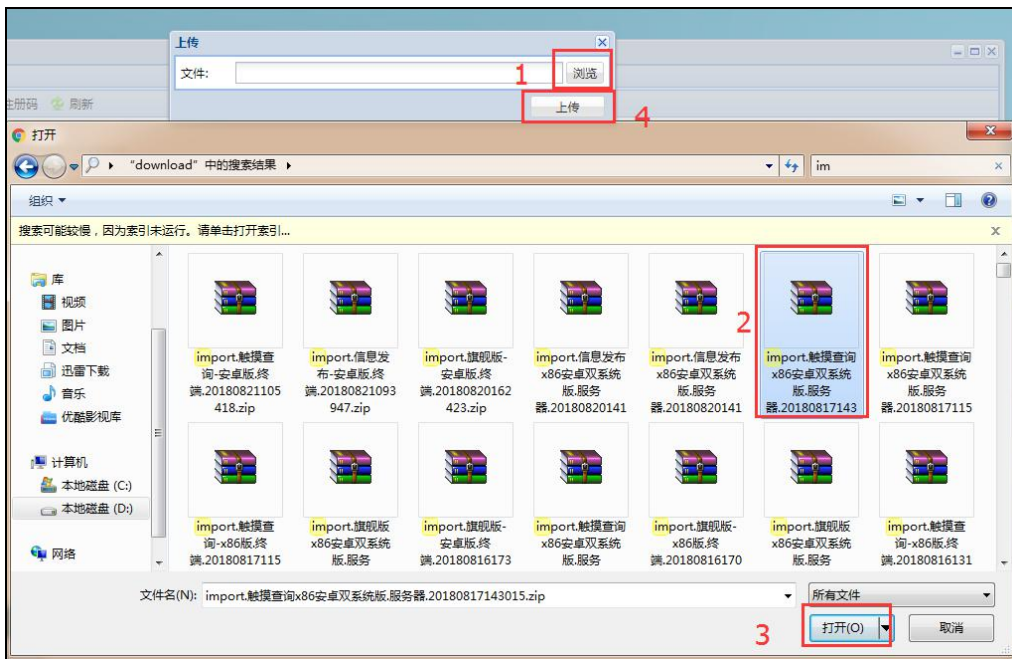 上传
文件:
1
浏览
上传
4
注册码 刷新
打开
“download”中的搜索结果
im
组织
搜索可能较慢，因为索引未运行。请单击打开索引...
库
视频
图片
文档
迅雷下载
音乐
优酷影视库
计算机
本地磁盘 (C:)
本地磁盘 (D:)
网络
import.触摸查
询-安卓版.终
端.20180821105
418.zip
import.信息发
布-安卓版.终
端.20180821093
947.zip
import.旗舰版-
安卓版.终
端.20180820162
423.zip
import.信息发布
x86安卓双系统
版.服务
器.20180820141
import.信息发布
x86安卓双系统
版.服务
器.20180820141
2
import.触摸查询
x86安卓双系统
版.服务
器.20180817143
import.触摸查询
x86安卓双系统
版.服务
器.20180817115
import.触摸查
询-x86版.终
端.20180817115
import.旗舰版
x86安卓双系统
版.服务
import.旗舰版-
安卓版.终
端.20180816173
import.触摸查询
x86安卓双系统
版.服务
import.旗舰版-
x86版.终
端.20180816170
import.旗舰版
x86安卓双系统
版.服务
import.触摸查
询-x86版.终
端.20180816131
文件名(N): import.触摸查询x86安卓双系统版.服务器.20180817143015.zip
所有文件
3
打开(O)
取消